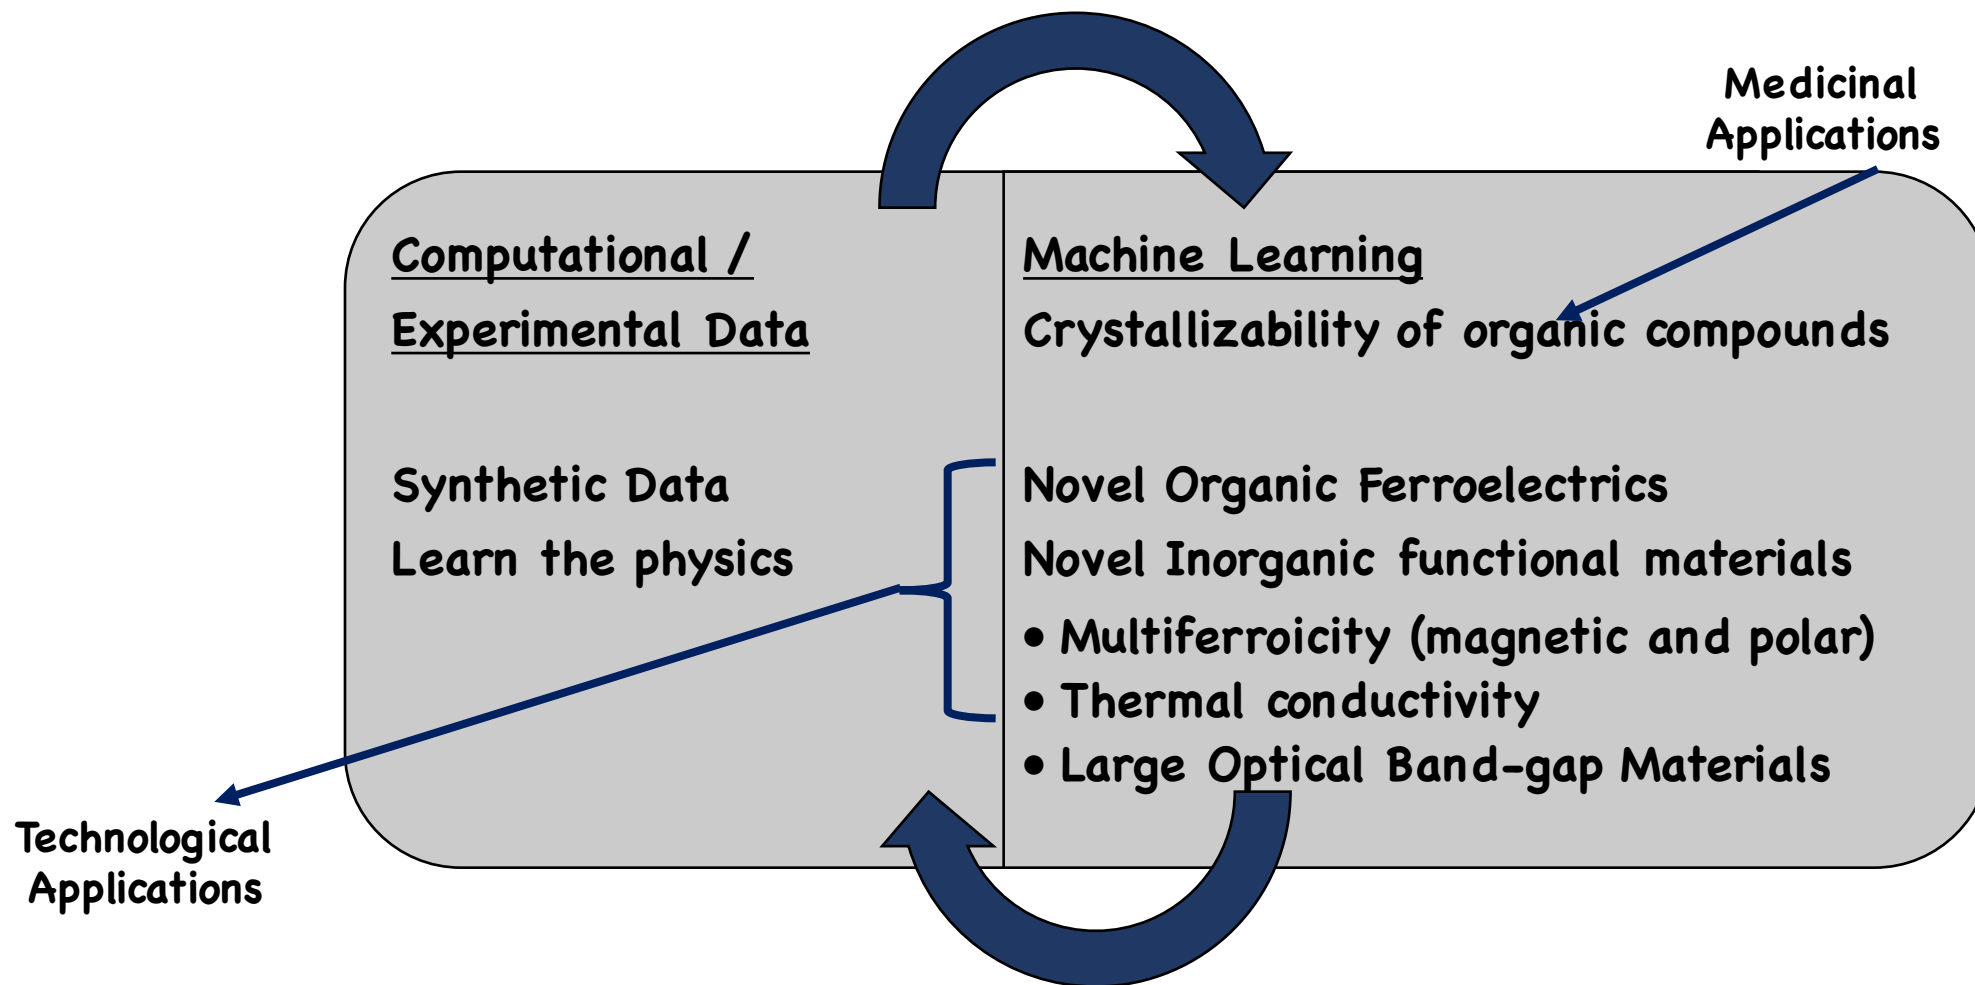 Medicinal
Applications
Computational /
Experimental Data
Synthetic Data
Learn the physics
Machine Learning
Crystallizability of organic compounds
Novel Organic Ferroelectrics
Novel Inorganic functional materials
• Multiferroicity (magnetic and polar)
• Thermal conductivity
• Large Optical Band-gap Materials
Technological
Applications